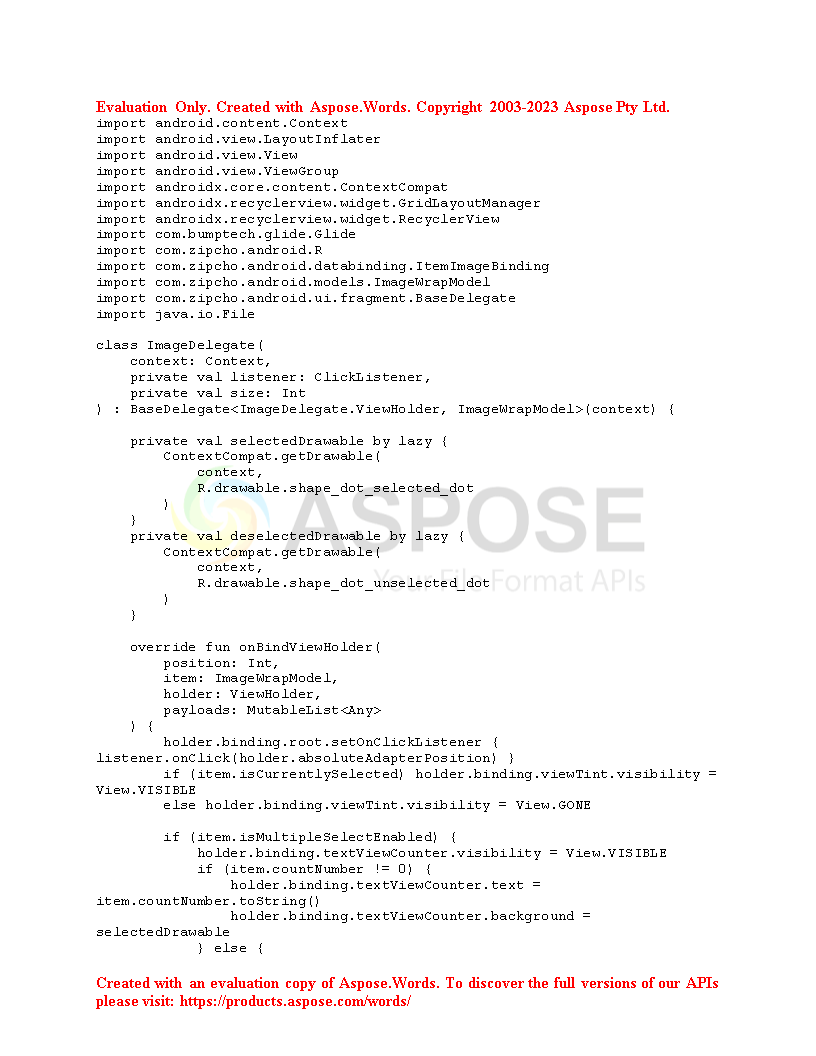 Evaluation Only. Created with Aspose.Words. Copyright 2003-2023 Aspose Pty Ltd.
import android.content.Context
import android.view.LayoutInflater
import android.view.View
import android.view.ViewGroup
import androidx.core.content.ContextCompat
import androidx.recyclerview.widget.GridLayoutManager
import androidx.recyclerview.widget.RecyclerView
import com.bumptech.glide.Glide
import com.zipcho.android.R
import com.zipcho.android.databinding.ItemImageBinding
import com.zipcho.android.models.ImageWrapModel
import com.zipcho.android.ui.fragment.BaseDelegate
import java.io.File

class ImageDelegate(
    context: Context,
    private val listener: ClickListener,
    private val size: Int
) : BaseDelegate<ImageDelegate.ViewHolder, ImageWrapModel>(context) {

    private val selectedDrawable by lazy {
        ContextCompat.getDrawable(
            context,
            R.drawable.shape_dot_selected_dot
        )
    }
    private val deselectedDrawable by lazy {
        ContextCompat.getDrawable(
            context,
            R.drawable.shape_dot_unselected_dot
        )
    }
ASPOSE
Your File Format APIs

    override fun onBindViewHolder(
        position: Int,
        item: ImageWrapModel,
        holder: ViewHolder,
        payloads: MutableList<Any>
    ) {
        holder.binding.root.setOnClickListener {
listener.onClick(holder.absoluteAdapterPosition) }
        if (item.isCurrentlySelected) holder.binding.viewTint.visibility =
View.VISIBLE
        else holder.binding.viewTint.visibility = View.GONE

        if (item.isMultipleSelectEnabled) {
            holder.binding.textViewCounter.visibility = View.VISIBLE
            if (item.countNumber != 0) {
                holder.binding.textViewCounter.text =
item.countNumber.toString()
                holder.binding.textViewCounter.background =
selectedDrawable
            } else {

Created with an evaluation copy of Aspose.Words. To discover the full versions of our APIs
please visit: https://products.aspose.com/words/